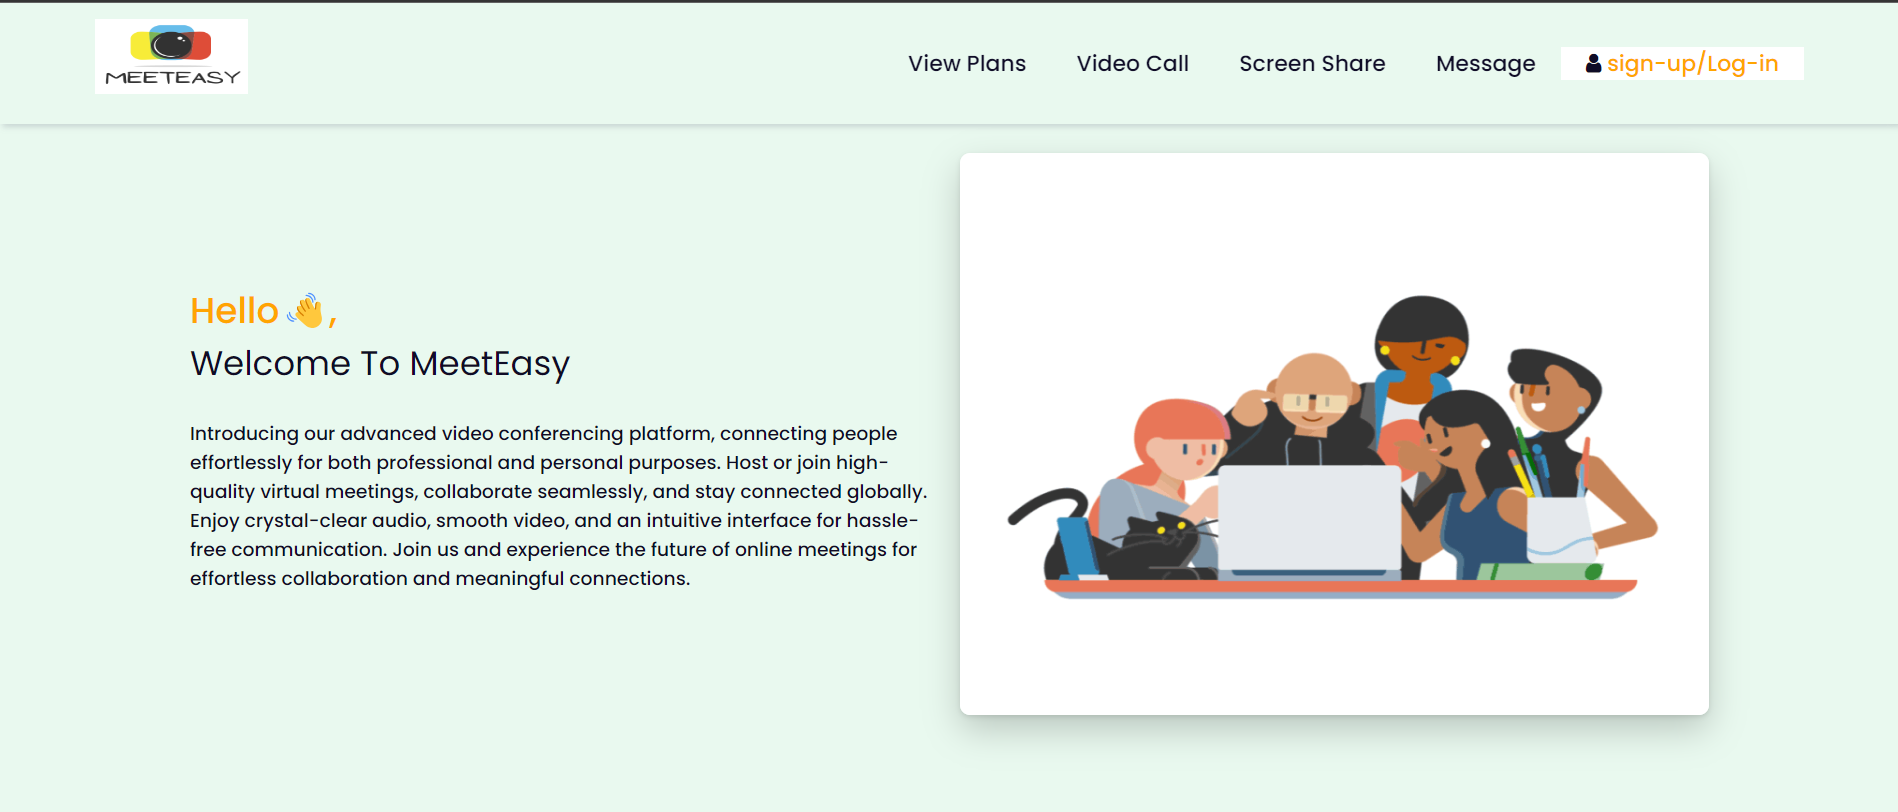 MEETEASY
View Plans
Video Call
Screen Share
Message
sign-up/Log-in
Hello 👋,
Welcome To MeetEasy
Introducing our advanced video conferencing platform, connecting people
effortlessly for both professional and personal purposes. Host or join high-
quality virtual meetings, collaborate seamlessly, and stay connected globally.
Enjoy crystal-clear audio, smooth video, and an intuitive interface for hassle-
free communication. Join us and experience the future of online meetings for
effortless collaboration and meaningful connections.